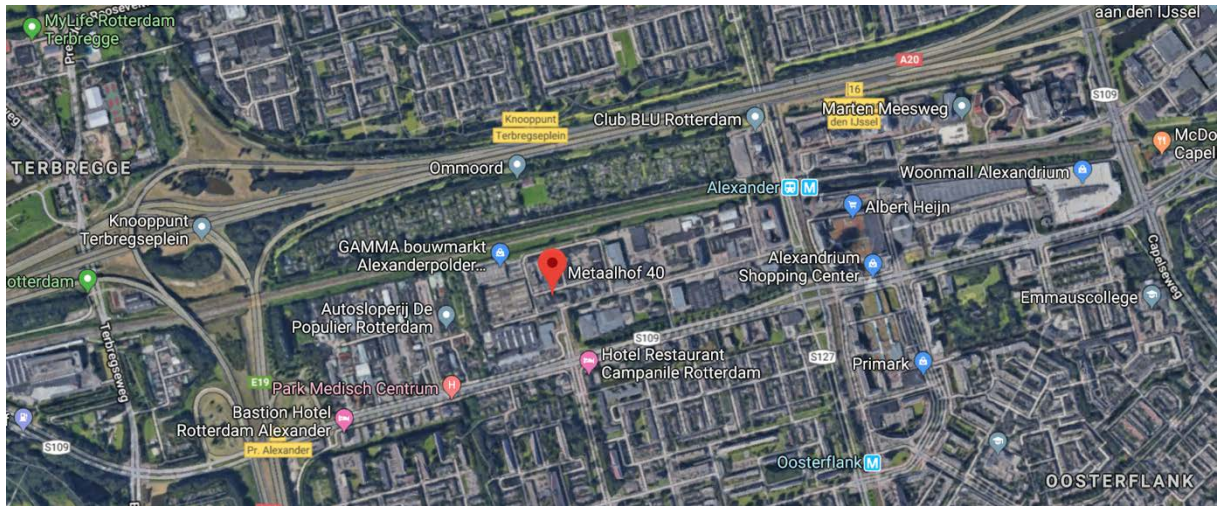 MyLife Rotterdam
Terbregge
aan den IJssel
A20
16
den IJssel
S109
Knooppunt
Terbregseplein
Club BLU Rotterdam
Marten Meesweg
TERBREGGE
Ommoord
Woonmall Alexandrium
Alexander
M
Albert Heijn
Knooppunt
Terbregseplein
GAMMA bouwmarkt
Alexanderpolder...
Metaalhof 40
Alexandrium
Shopping Center
Capelseweg
Emmauscollege
Autosloperij De
Populier Rotterdam
Terbregseweg
S109
S127
Hotel Restaurant
Campanile Rotterdam
Primark
E19
Park Medisch Centrum
H
Bastion Hotel
Rotterdam Alexander
S109
Pr. Alexander
Oosterflank
M
OOSTERFLANK